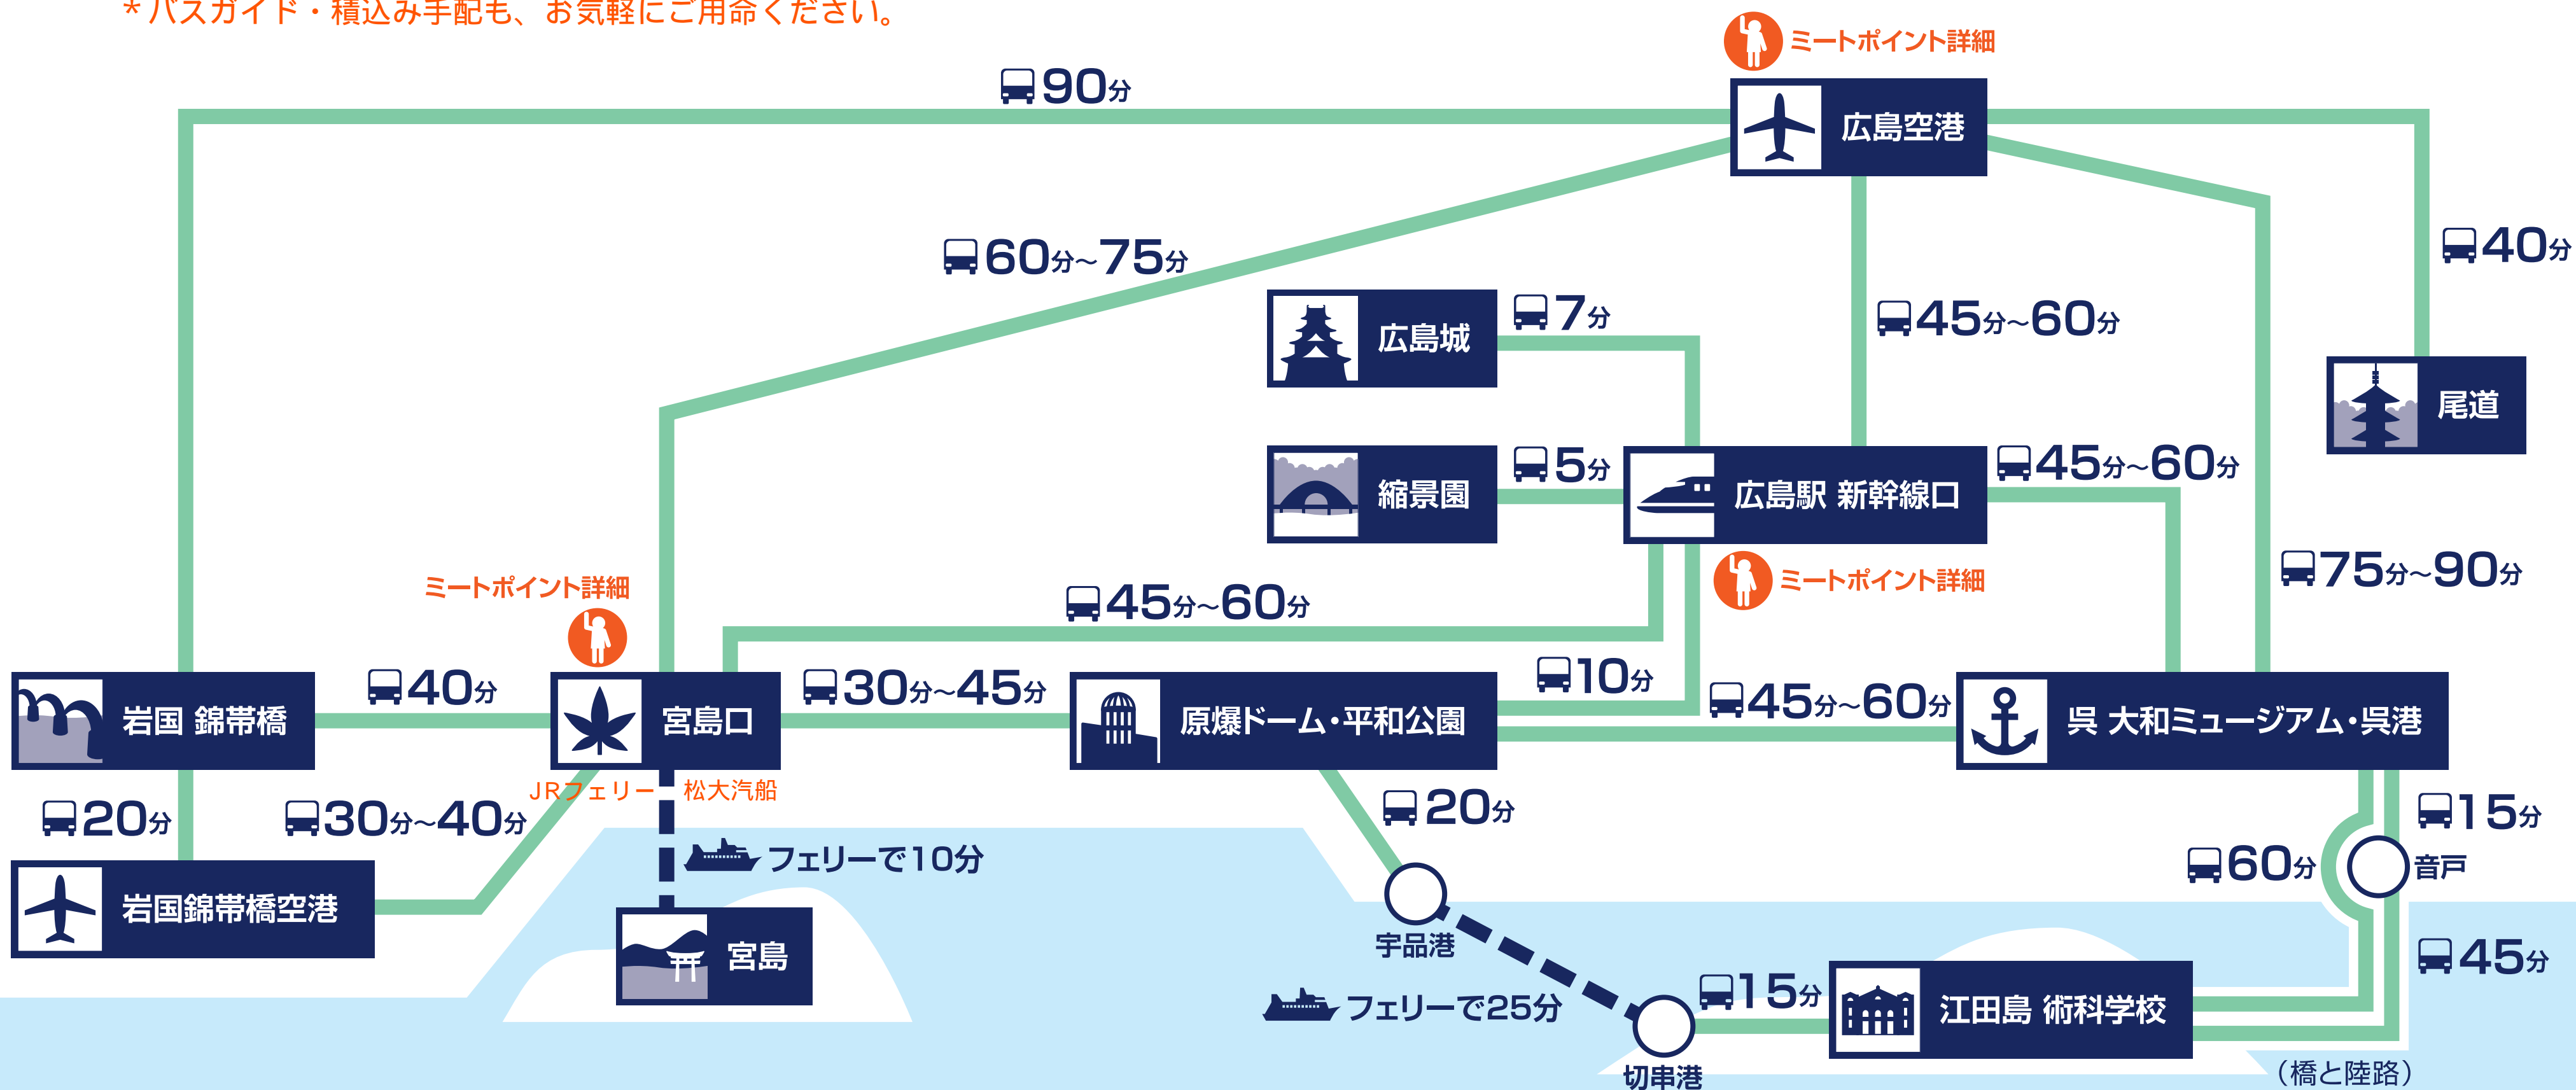 ＊バスガイド・積込み手配も、お気軽にご用命ください。
ミートポイント詳細
90分
広島空港
60分～75分
40分
7分
45分～60分
広島城
尾道
5分
45分～60分
縮景園
広島駅 新幹線口
75分～90分
ミートポイント詳細
ミートポイント詳細
45分～60分
40分
30分～45分
10分
45分～60分
岩国 錦帯橋
宮島口
原爆ドーム・平和公園
呉 大和ミュージアム・呉港
JRフェリー
松大汽船
20分
30分～40分
20分
15分
フェリーで10分
60分
音戸
岩国錦帯橋空港
宇品港
宮島
45分
フェリーで25分
15分
江田島 術科学校
切串港
（橋と陸路）